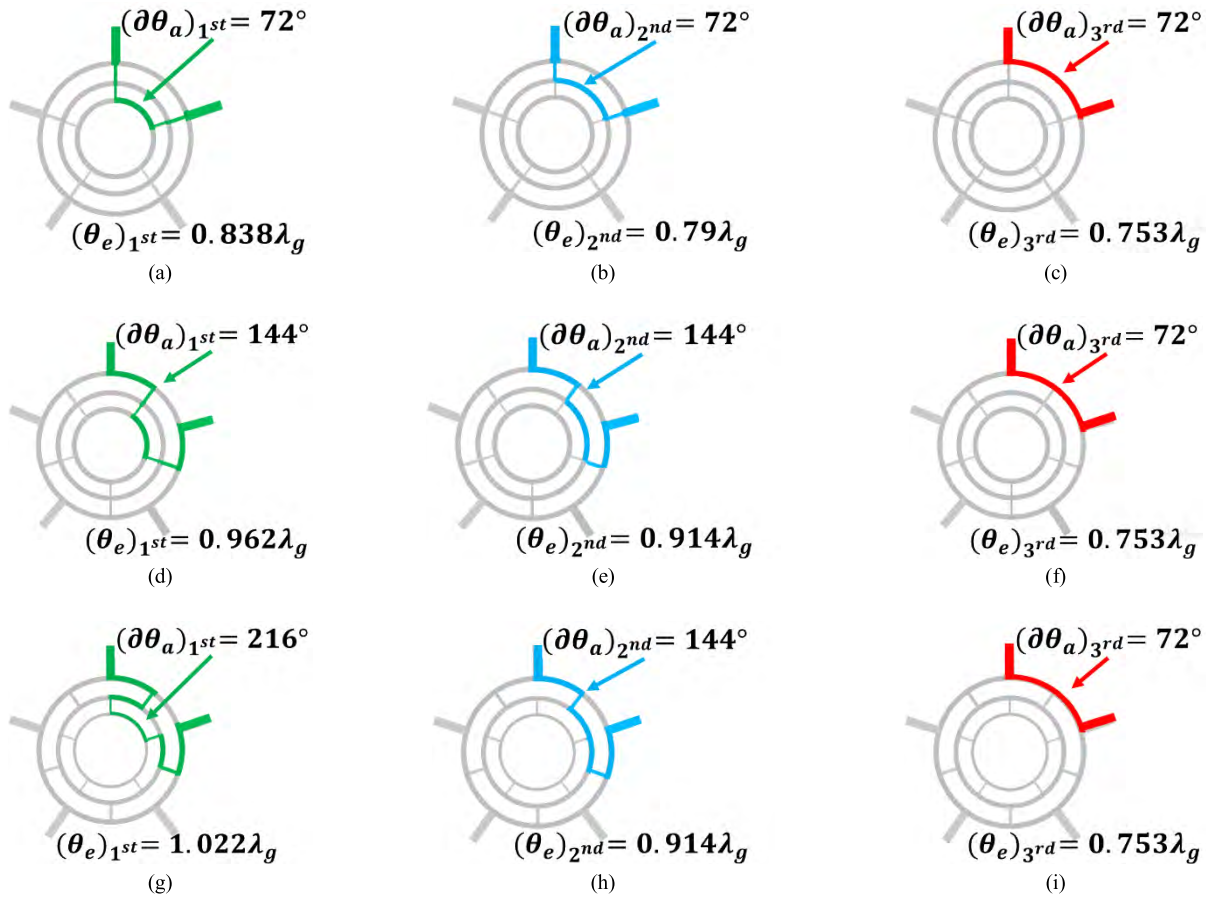 (∂θₐ)₁ˢᵗ= 72°
(θₑ)₁ˢᵗ= 0.838λg
(a)
(∂θₐ)₂ⁿᵈ= 72°
(θₑ)₂ⁿᵈ= 0.79λg
(b)
(∂θₐ)₃ʳᵈ= 72°
(θₑ)₃ʳᵈ= 0.753λg
(c)
(∂θₐ)₁ˢᵗ= 144°
(θₑ)₁ˢᵗ= 0.962λg
(d)
(∂θₐ)₂ⁿᵈ= 144°
(θₑ)₂ⁿᵈ= 0.914λg
(e)
(∂θₐ)₃ʳᵈ= 72°
(θₑ)₃ʳᵈ= 0.753λg
(f)
(∂θₐ)₁ˢᵗ= 216°
(θₑ)₁ˢᵗ= 1.022λg
(g)
(∂θₐ)₂ⁿᵈ= 144°
(θₑ)₂ⁿᵈ= 0.914λg
(h)
(∂θₐ)₃ʳᵈ= 72°
(θₑ)₃ʳᵈ= 0.753λg
(i)